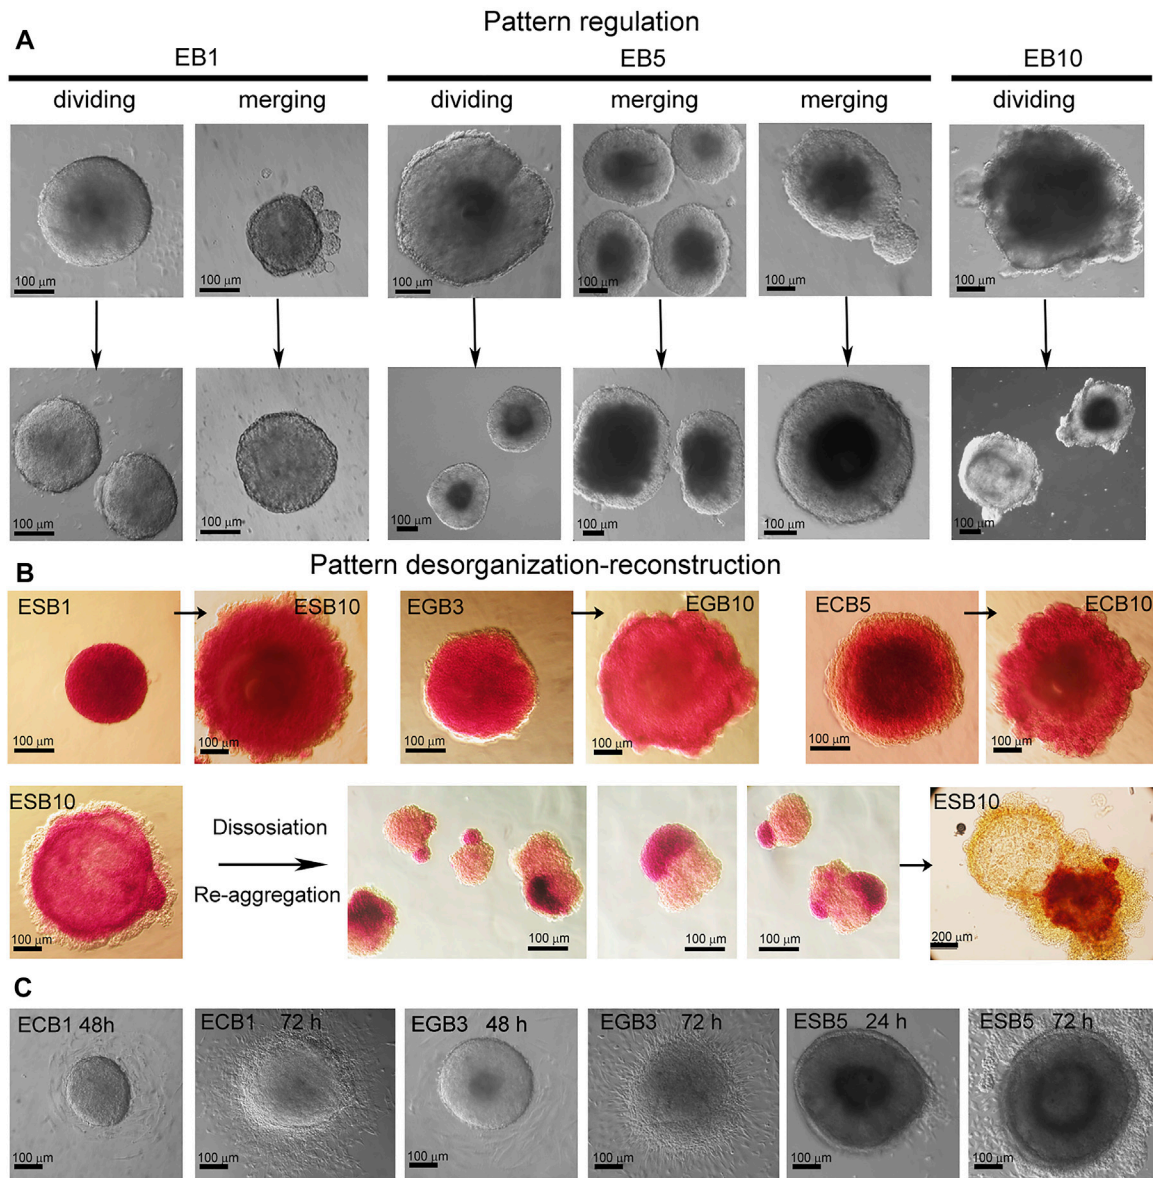 Pattern regulation
A
EB1 EB5 EB10
dividing merging dividing merging merging dividing
100 µm 100 µm 100 µm 100 µm 100 µm 100 µm
100 µm 100 µm 100 µm 100 µm 100 µm 100 µm
B Pattern desorganization-reconstruction
ESB1 ESB10 EGB3 EGB10 ECB5 ECB10
100 µm 100 µm 100 µm 100 µm 100 µm 100 µm
ESB10 ESB10
Dissosiation
Re-aggregation
100 µm 100 µm 100 µm 100 µm 200 µm
C
ECB1 48h ECB1 72 h EGB3 48 h EGB3 72 h ESB5 24 h ESB5 72 h
100 µm 100 µm 100 µm 100 µm 100 µm 100 µm